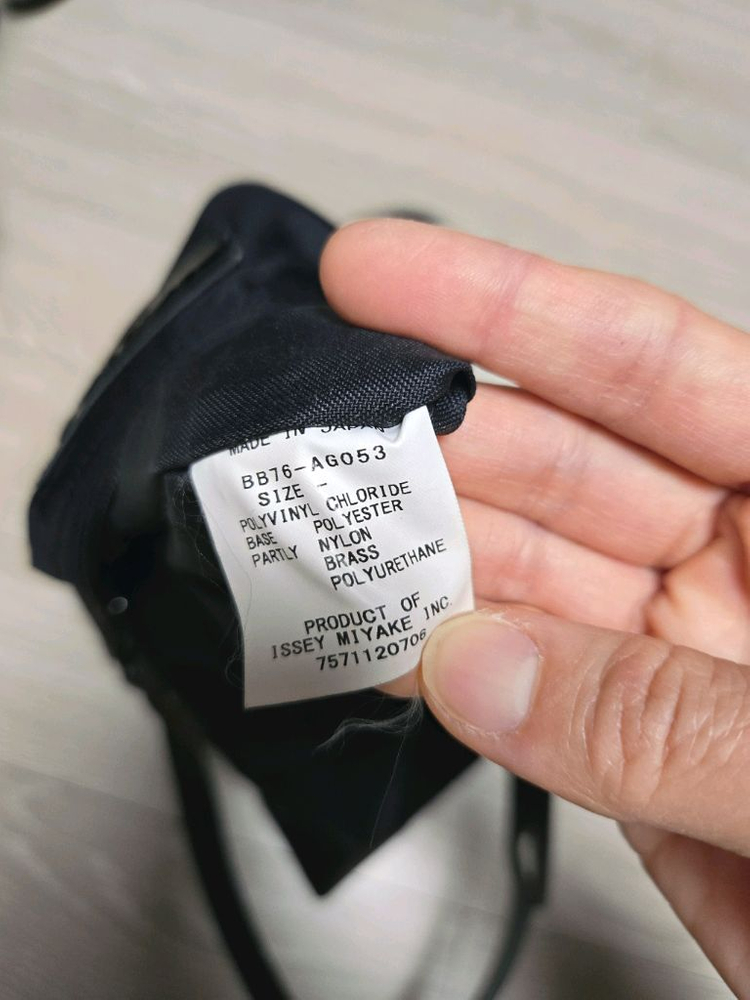 MADE IN JAPAN
BB76-AG053
SIZE -
POLYVINYL CHLORIDE
BASE POLYESTER
PARTLY NYLON
BRASS
POLYURETHANE
PRODUCT OF
ISSEY MIYAKE INC.
7571120706